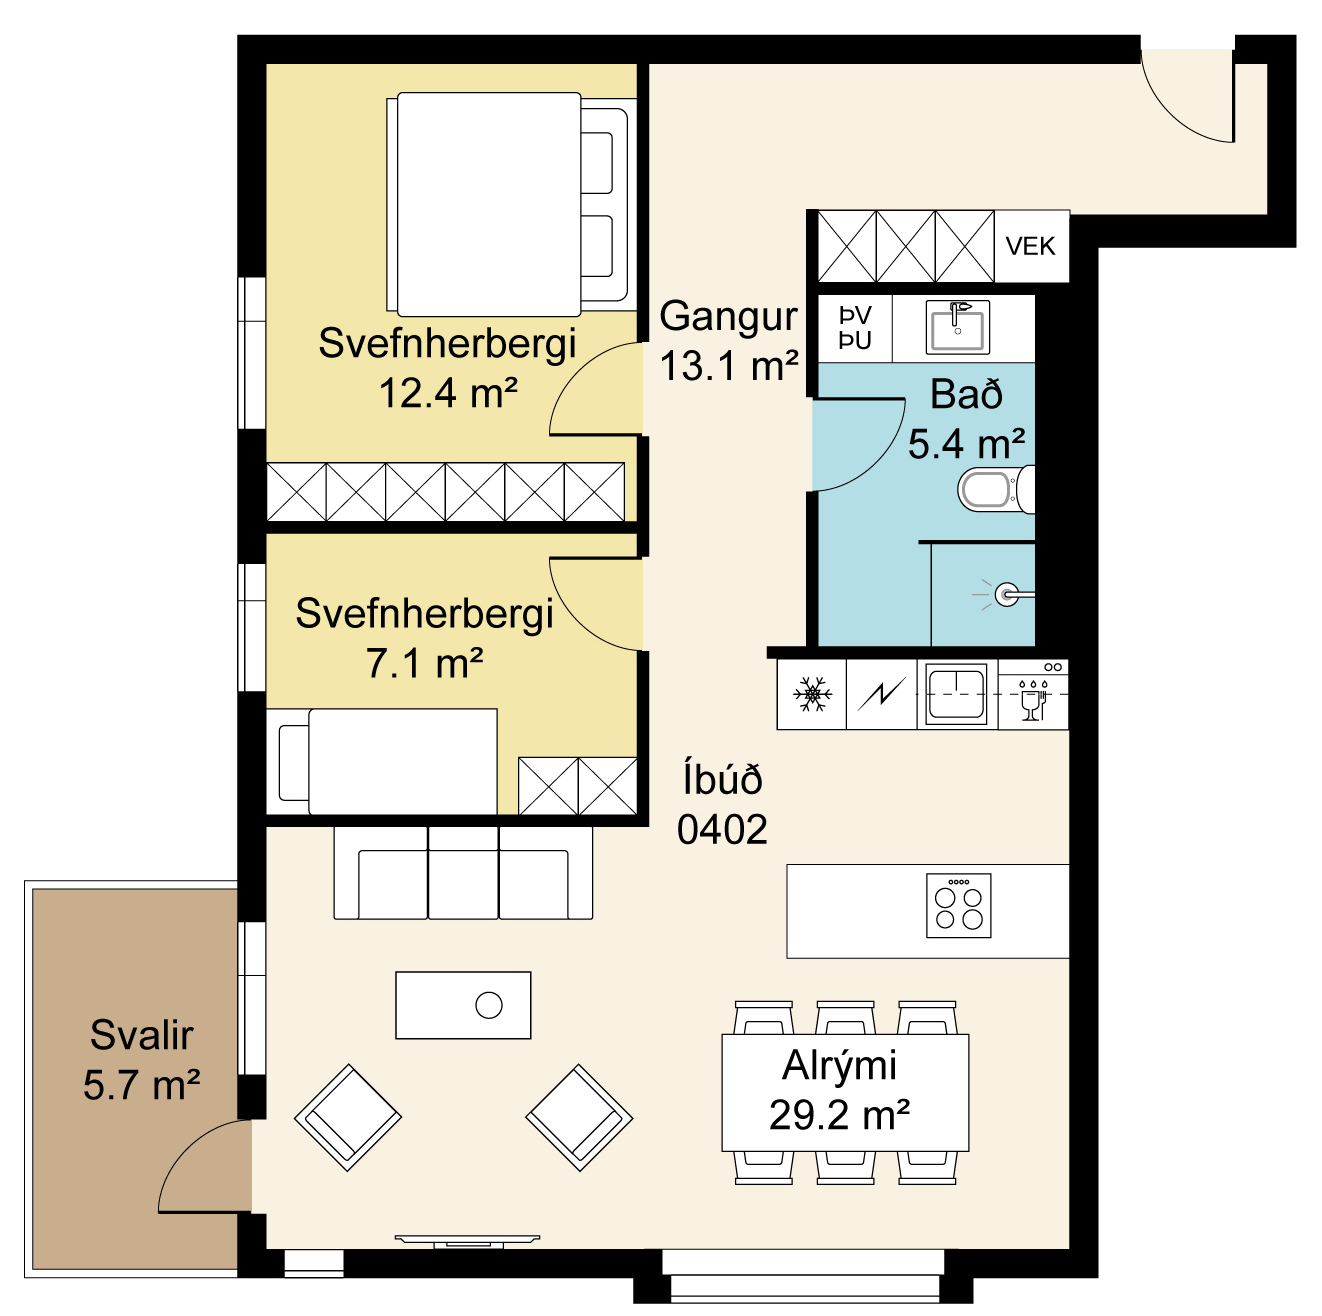 VEK
Gangur
13.1 m²
Svefnherbergi
12.4 m²
ÞV
ÞU
Bað
5.4 m²
Svefnherbergi
7.1 m²
Íbúð
0402
Svalir
5.7 m²
Alrými
29.2 m²